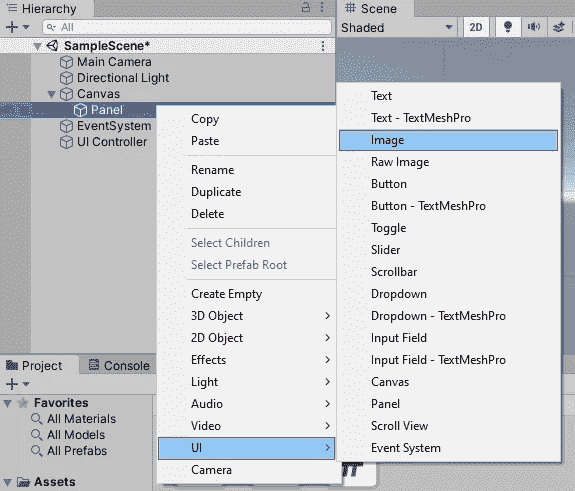 Hierarchy
All
SampleScene*
Main Camera
Directional Light
Canvas
Panel
EventSystem
UI Controller
Scene
Shaded
2D
Copy
Paste
Rename
Duplicate
Delete
Select Children
Select Prefab Root
Create Empty
3D Object
2D Object
Effects
Light
Audio
Video
UI
Camera
Text
Text - TextMeshPro
Image
Raw Image
Button
Button - TextMeshPro
Toggle
Slider
Scrollbar
Dropdown
Dropdown - TextMeshPro
Input Field
Input Field - TextMeshPro
Canvas
Panel
Scroll View
Event System
Project
Console
Favorites
All Materials
All Models
All Prefabs
Assets